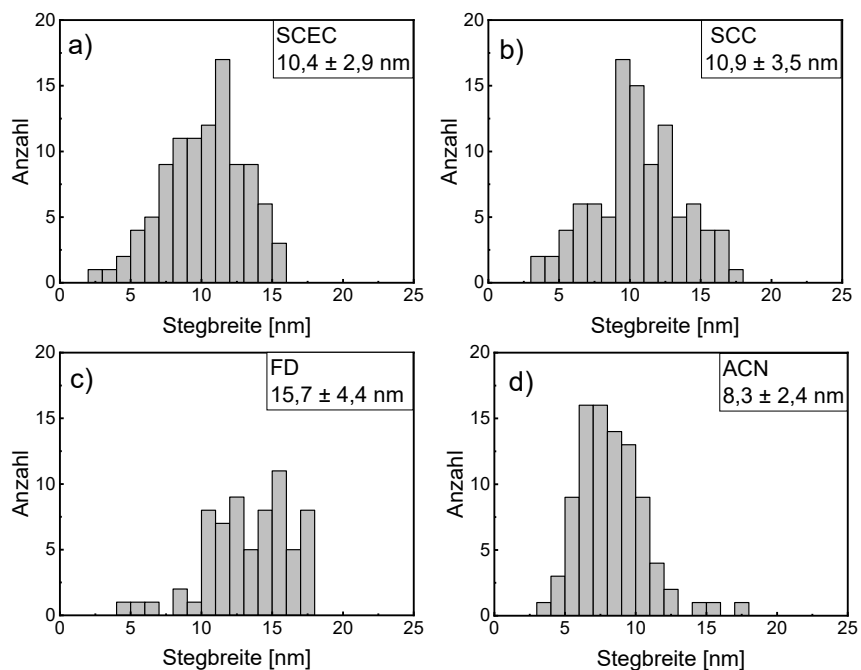 a)
SCEC
10,4 ± 2,9 nm
20
15
10
5
0
Anzahl
0 5 10 15 20 25
Stegbreite [nm]
b)
SCC
10,9 ± 3,5 nm
20
15
10
5
0
Anzahl
0 5 10 15 20 25
Stegbreite [nm]
c)
FD
15,7 ± 4,4 nm
20
15
10
5
0
Anzahl
0 5 10 15 20 25
Stegbreite [nm]
d)
ACN
8,3 ± 2,4 nm
20
15
10
5
0
Anzahl
0 5 10 15 20 25
Stegbreite [nm]